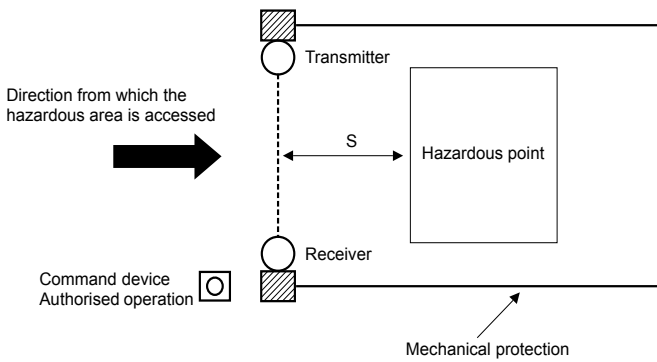 Transmitter
Direction from which the
hazardous area is accessed
S
Hazardous point
Receiver
Command device
Authorised operation
Mechanical protection